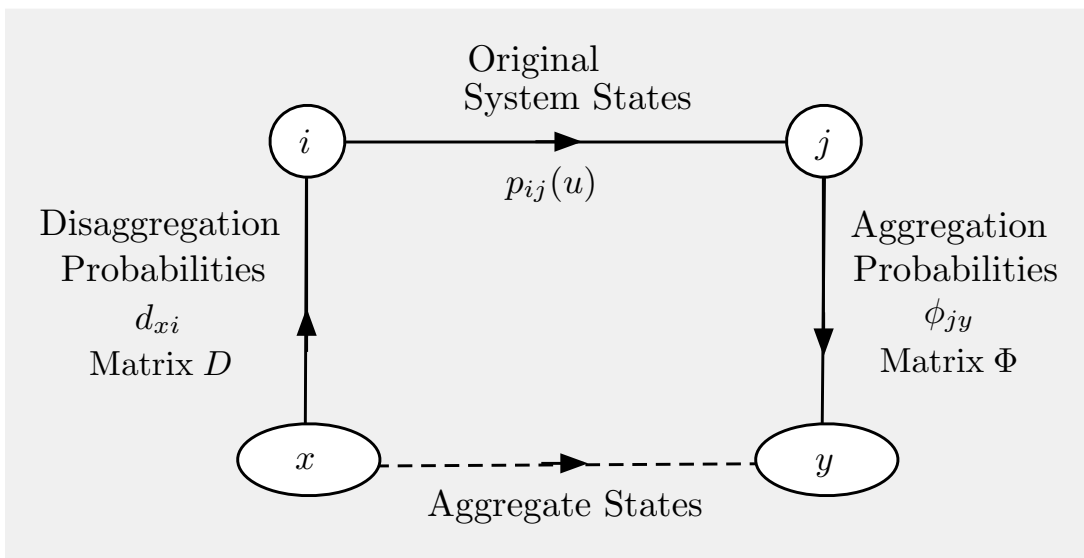 Original
System States
i
j
p_{ij}(u)
Disaggregation
Probabilities
d_{xi}
Matrix D
Aggregation
Probabilities
ϕ_{jy}
Matrix Φ
x
y
Aggregate States